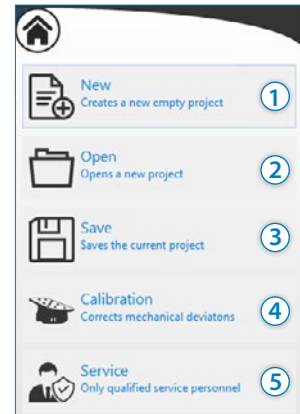 New
Creates a new empty project
1
Open
Opens a new project
2
Save
Saves the current project
3
Calibration
Corrects mechanical deviatons
4
Service
Only qualified service personnel
5